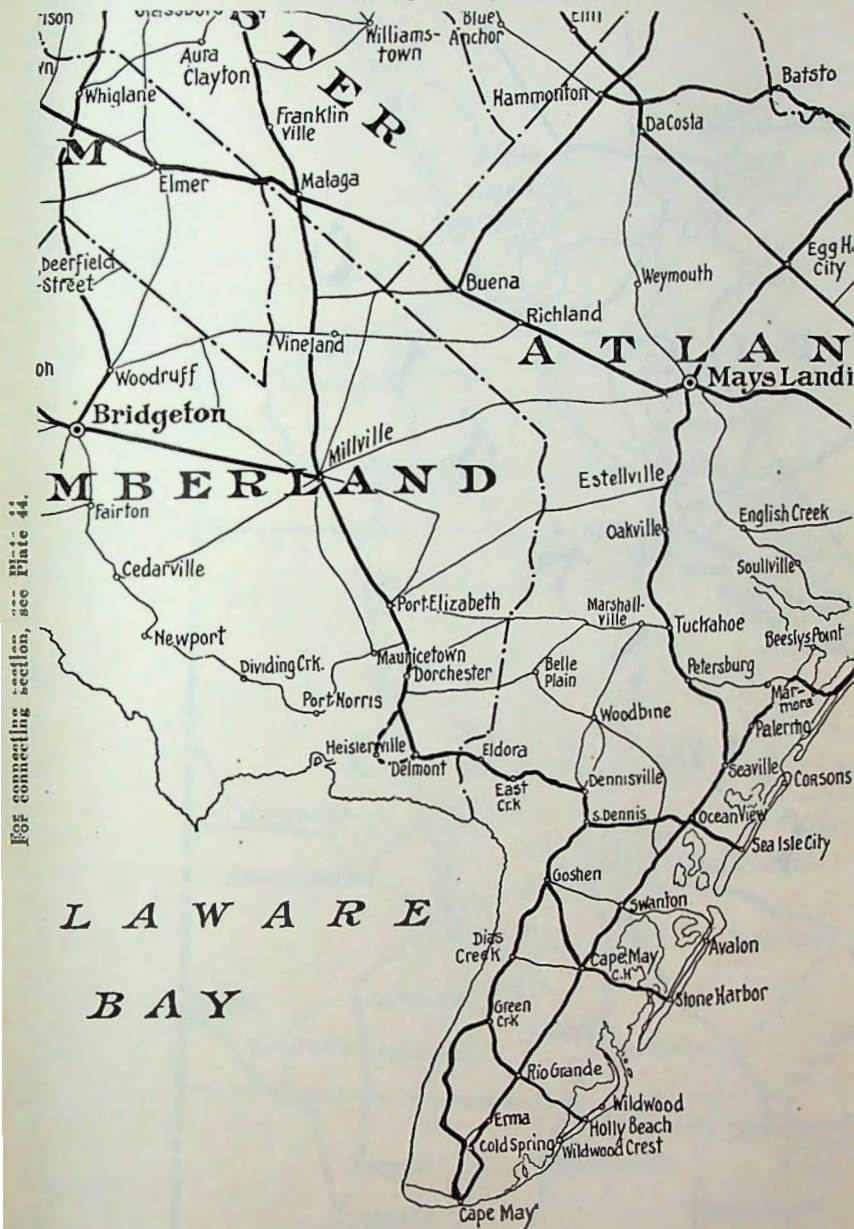 Williams-
town
Blue
Anchor
Aura
Clayton
Batsto
Whiglane
Hammonton
S T E R
Franklin
ville
DaCosta
M
Elmer
Malaga
Deerfield
-Street
Buena
Weymouth
Egg H
City
Richland
Vineland
A T L A N
on
Woodruff
Mays Landi
Bridgeton
Millville
M B E R L A N D
Estellville
Fairton
Oakville
English Creek
Cedarville
Soullville
Port Elizabeth
Marshall-
ville
Tuckahoe
Newport
Beeslys Point
Mauricetown
Petersburg
Dividing Crk.
Dorchester
Belle
Plain
Mar-
mora
Port Norris
Woodbine
Palermo
Heislerville
Delmont
Eldora
Seaville
Corsons
East
Crk
Dennisville
S. Dennis
Ocean View
Sea Isle City
Goshen
L A W A R E
Swanton
Dias
Creek
Avalon
Cape May
C.H.
B A Y
Stone Harbor
Green
Crk
Rio Grande
Wildwood
Erma
Holly Beach
Cold Spring
Wildwood Crest
Cape May
For connecting section, see Plate 44.